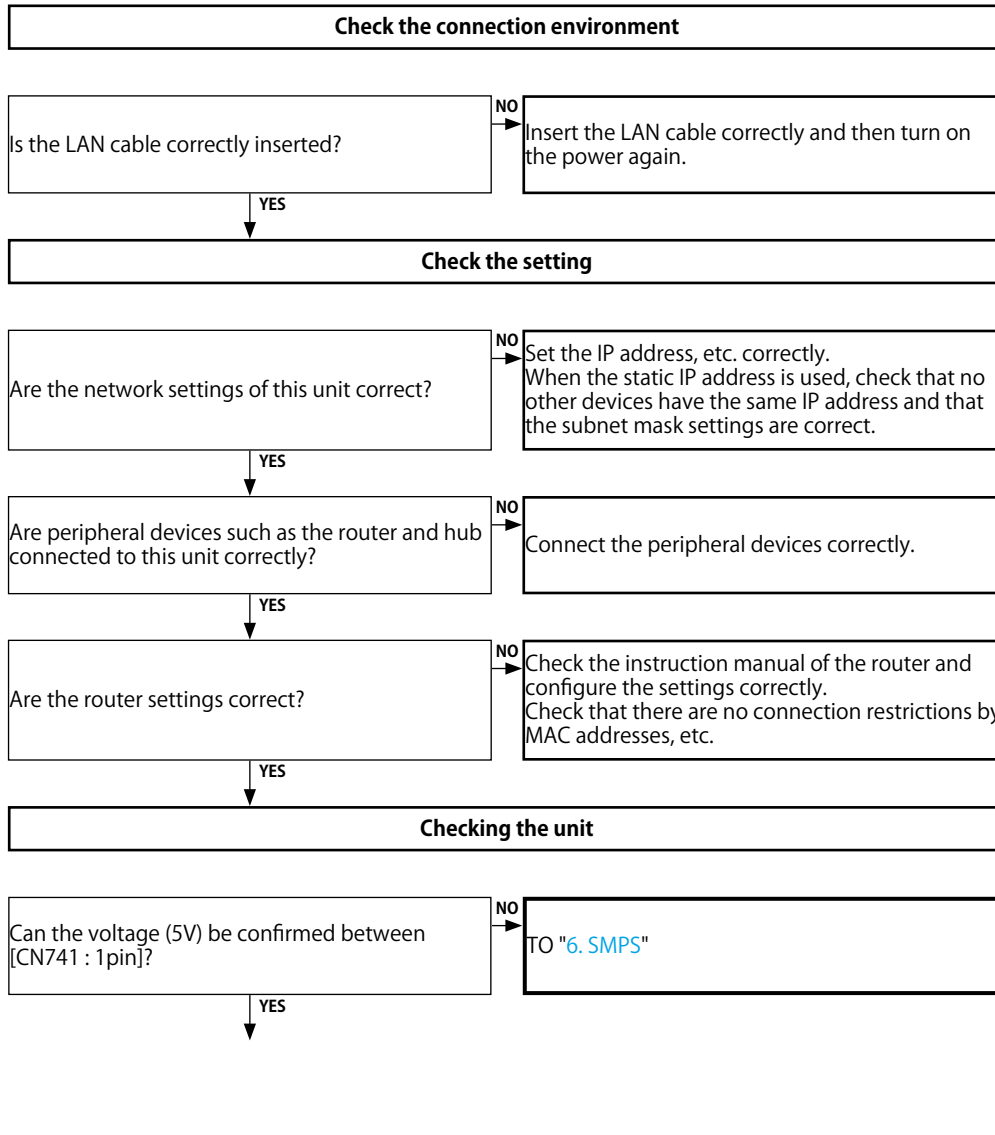 Check the connection environment
Is the LAN cable correctly inserted?
NO
Insert the LAN cable correctly and then turn on
the power again.
YES
Check the setting
Are the network settings of this unit correct?
NO
Set the IP address, etc. correctly.
When the static IP address is used, check that no
other devices have the same IP address and that
the subnet mask settings are correct.
YES
Are peripheral devices such as the router and hub
connected to this unit correctly?
NO
Connect the peripheral devices correctly.
YES
Are the router settings correct?
NO
Check the instruction manual of the router and
configure the settings correctly.
Check that there are no connection restrictions by
MAC addresses, etc.
YES
Checking the unit
Can the voltage (5V) be confirmed between
[CN741 : 1pin]?
NO
TO "6. SMPS"
YES